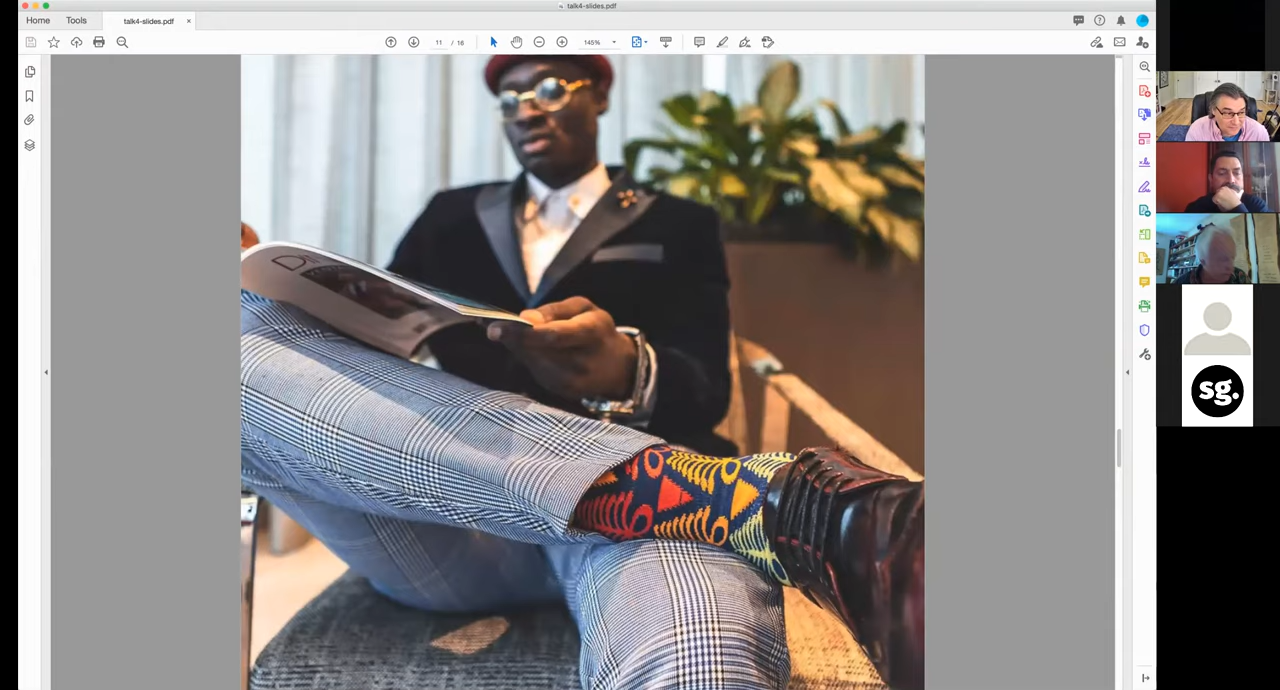 talk4-slides.pdf
Home
Tools
talk4-slides.pdf
11 / 16
145%
sg.